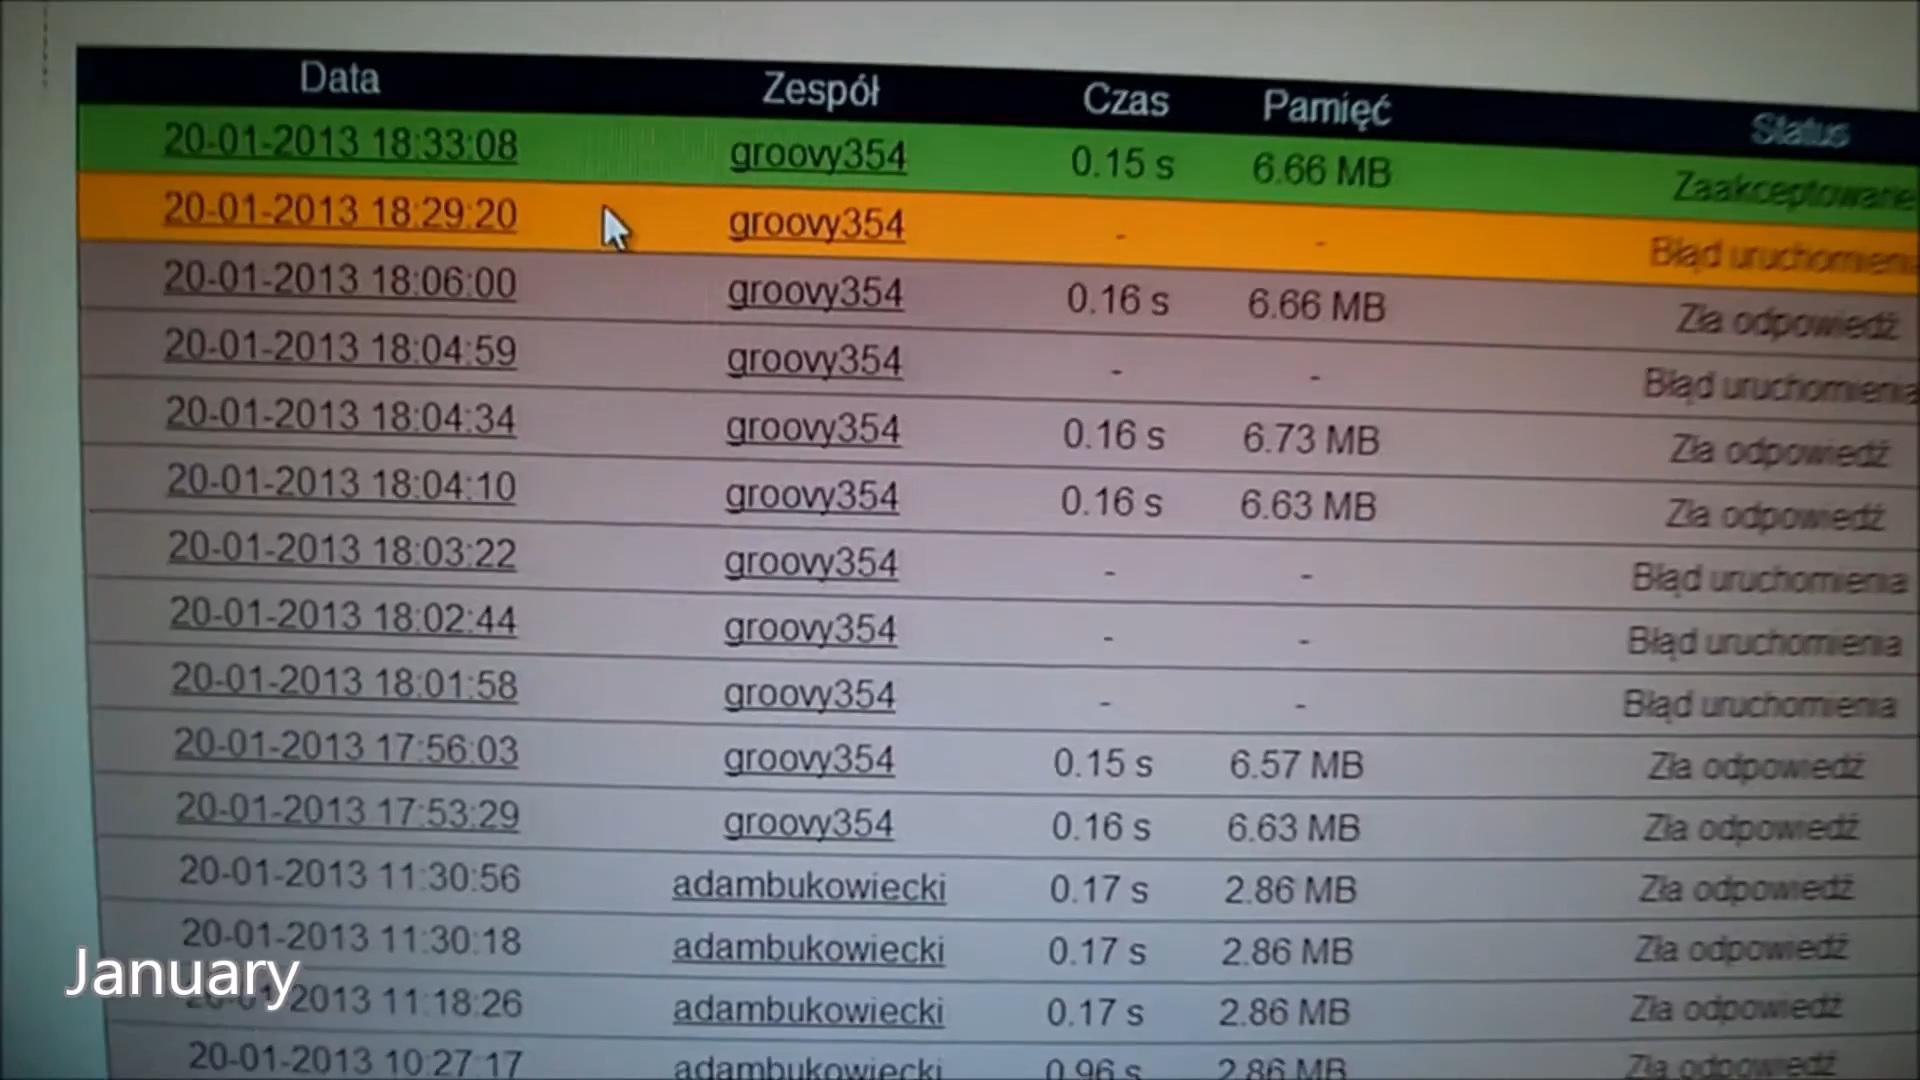 Data Zespół Czas Pamięć Status
20-01-2013 18:33:08 groovy354 0.15 s 6.66 MB Zaakceptowane
20-01-2013 18:29:20 groovy354 - - Błąd uruchomienia
20-01-2013 18:06:00 groovy354 0.16 s 6.66 MB Zła odpowiedź
20-01-2013 18:04:59 groovy354 - - Błąd uruchomienia
20-01-2013 18:04:34 groovy354 0.16 s 6.73 MB Zła odpowiedź
20-01-2013 18:04:10 groovy354 0.16 s 6.63 MB Zła odpowiedź
20-01-2013 18:03:22 groovy354 - - Błąd uruchomienia
20-01-2013 18:02:44 groovy354 - - Błąd uruchomienia
20-01-2013 18:01:58 groovy354 - - Błąd uruchomienia
20-01-2013 17:56:03 groovy354 0.15 s 6.57 MB Zła odpowiedź
20-01-2013 17:53:29 groovy354 0.16 s 6.63 MB Zła odpowiedź
20-01-2013 11:30:56 adambukowiecki 0.17 s 2.86 MB Zła odpowiedź
20-01-2013 11:30:18 adambukowiecki 0.17 s 2.86 MB Zła odpowiedź
20-01-2013 11:18:26 adambukowiecki 0.17 s 2.86 MB Zła odpowiedź
20-01-2013 10:27:17 adambukowiecki 0.96 s 2.86 MB Zła odpowiedź
January